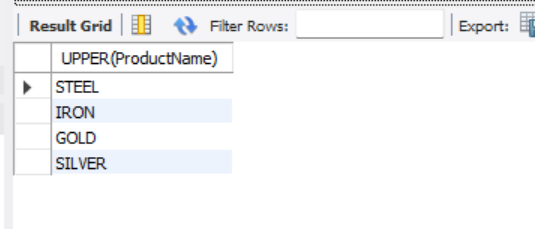 Result Grid Filter Rows: Export:
UPPER(ProductName)
STEEL
IRON
GOLD
SILVER